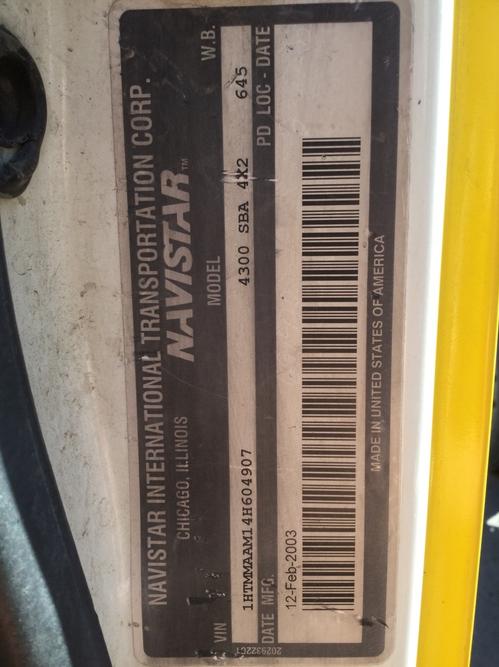 NAVISTAR INTERNATIONAL TRANSPORTATION CORP.
CHICAGO, ILLINOIS NAVISTAR™
VIN MODEL W.B.
1HTMMAAM14H604907 4300 SBA 4X2 645
DATE MFG. PD LOC - DATE
12-Feb-2003
MADE IN UNITED STATES OF AMERICA